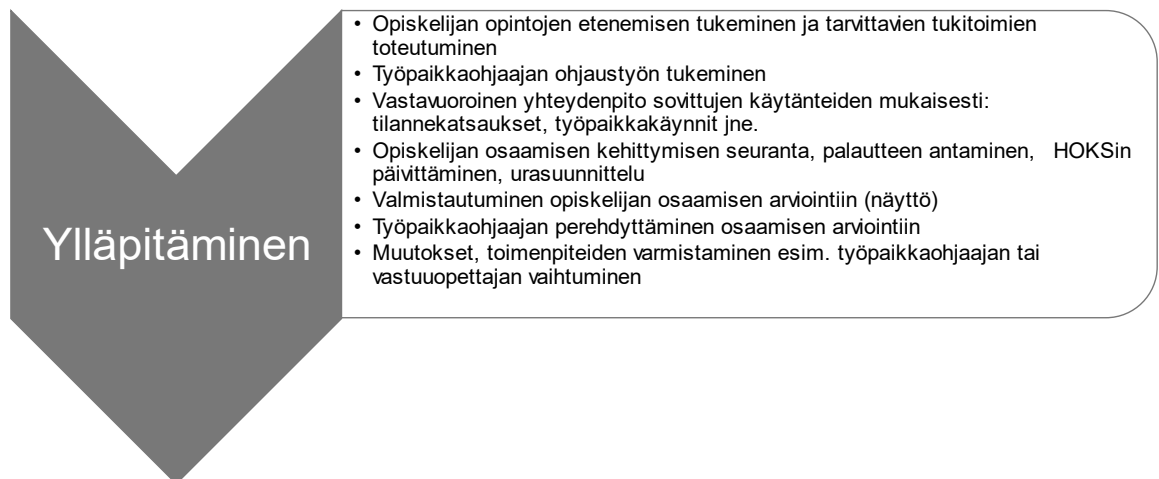 Ylläpitäminen
• Opiskelijan opintojen etenemisen tukeminen ja tarvittavien tukitoimien
toteutuminen
• Työpaikkaohjaajan ohjaustyön tukeminen
• Vastavuoroinen yhteydenpito sovittujen käytänteiden mukaisesti:
tilannekatsaukset, työpaikkakäynnit jne.
• Opiskelijan osaamisen kehittymisen seuranta, palautteen antaminen, HOKSin
päivittäminen, urasuunnittelu
• Valmistautuminen opiskelijan osaamisen arviointiin (näyttö)
• Työpaikkaohjaajan perehdyttäminen osaamisen arviointiin
• Muutokset, toimenpiteiden varmistaminen esim. työpaikkaohjaajan tai
vastuuopettajan vaihtuminen